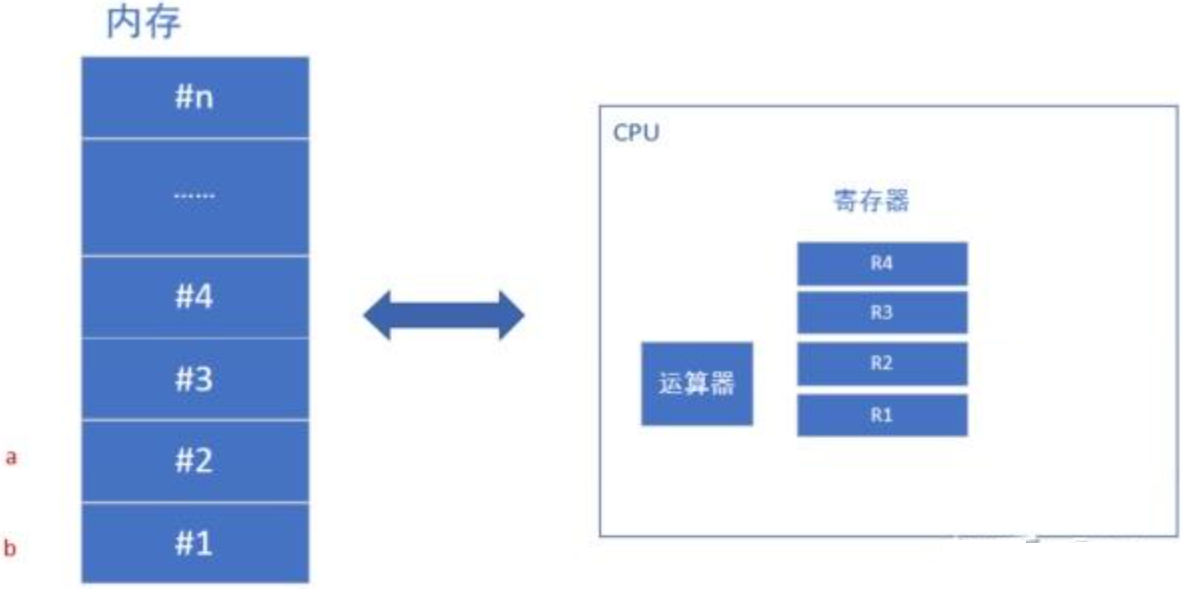 内存
#n
......
#4
#3
a
#2
b
#1
CPU
寄存器
R4
R3
R2
R1
运算器